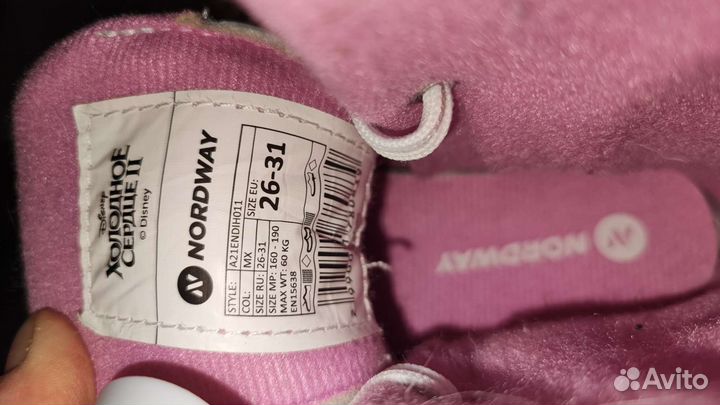 Disney
ХОЛОДНОЕ
СЕРДЦЕ II
© Disney
NORDWAY
STYLE: A21ENDIH011
COL: MX
SIZE RU: 26-31
SIZE MP: 160 - 190
MAX WT: 60 KG
EN15638
SIZE EU:
26-31
NORDWAY
Avito